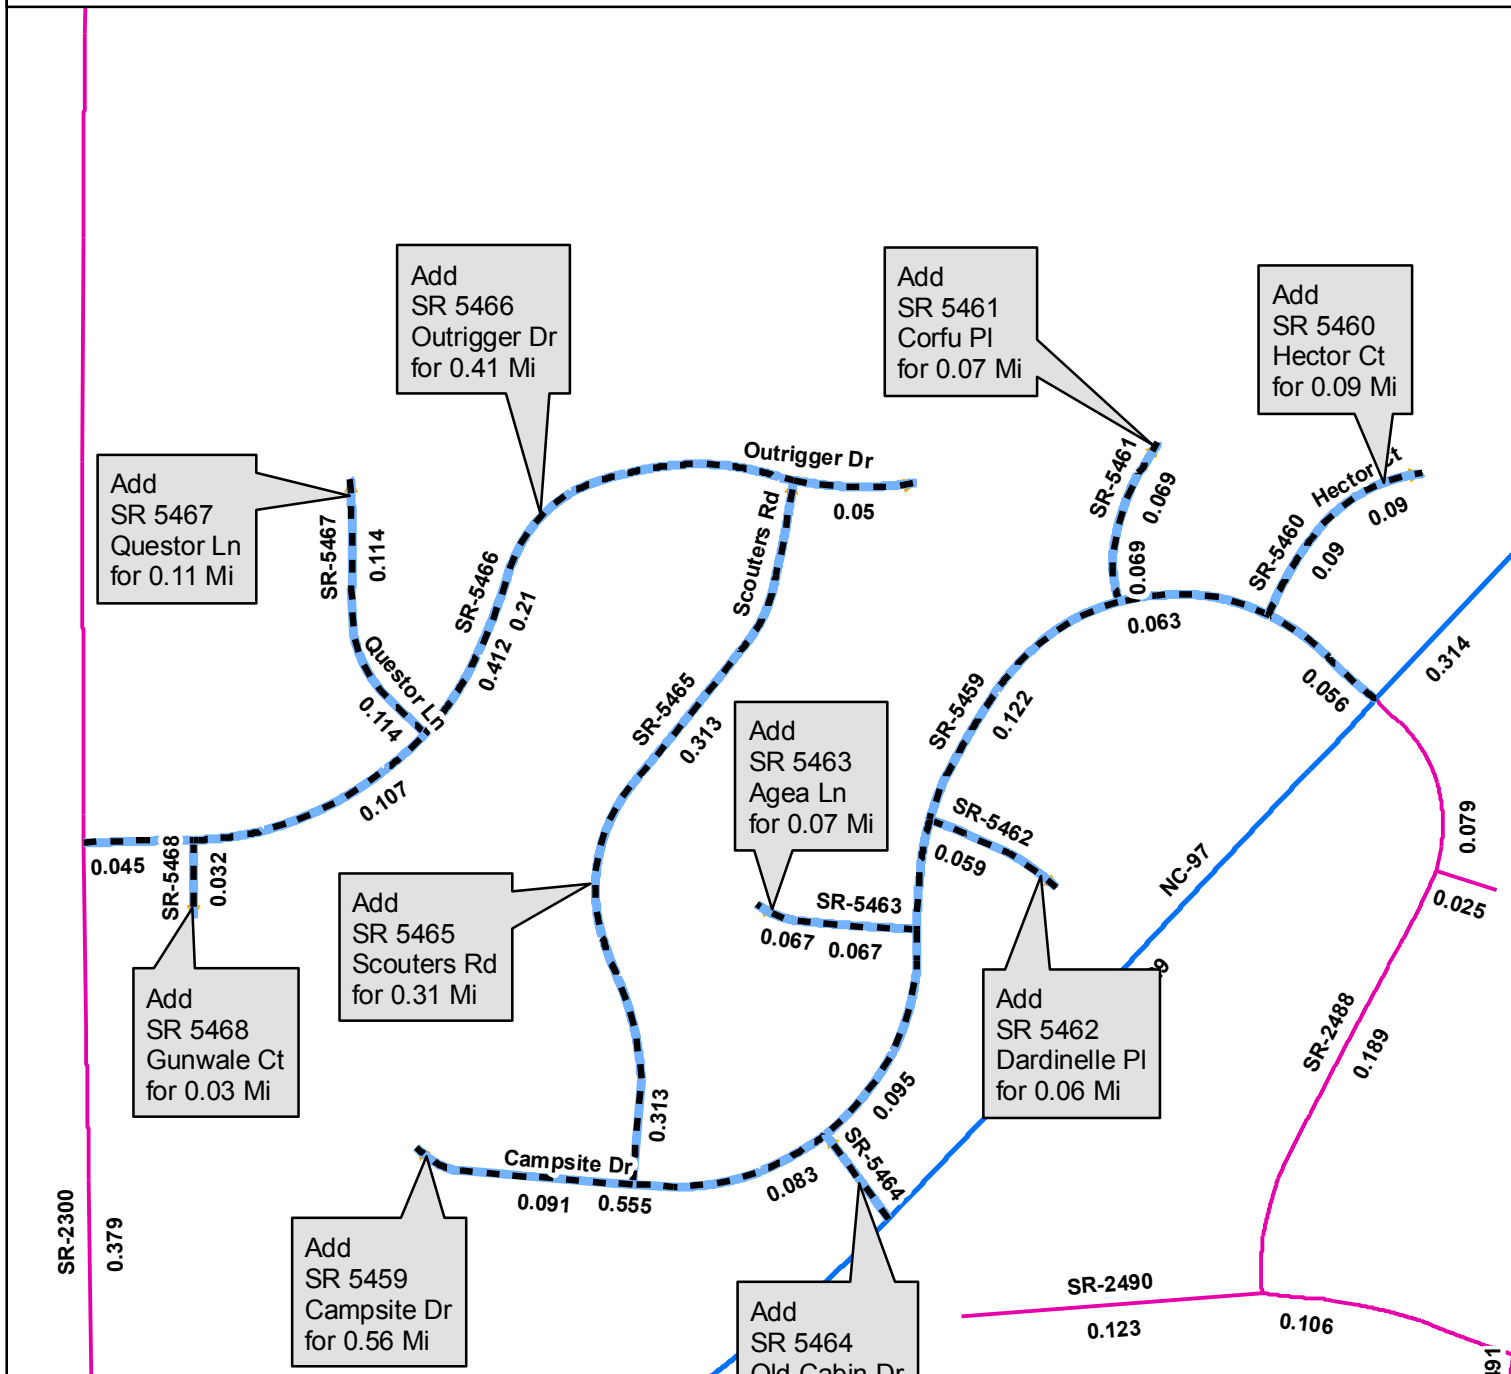 Add
SR 5466
Outrigger Dr
for 0.41 Mi
Add
SR 5461
Corfu Pl
for 0.07 Mi
Add
SR 5460
Hector Ct
for 0.09 Mi
Add
SR 5467
Questor Ln
for 0.11 Mi
Outrigger Dr
0.05
Scouters Rd
SR-5461
0.069
0.069
Hector Ct
0.09
SR-5460
0.09
SR-5467
0.114
SR-5466
0.21
0.412
Questor Ln
0.114
0.063
0.056
0.314
SR-5465
0.313
SR-5459
0.122
Add
SR 5463
Agea Ln
for 0.07 Mi
0.107
0.045
SR-5468
0.032
SR-5462
0.059
NC-97
0.079
0.025
SR-5463
0.067
0.067
Add
SR 5465
Scouters Rd
for 0.31 Mi
Add
SR 5468
Gunwale Ct
for 0.03 Mi
Add
SR 5462
Dardinelle Pl
for 0.06 Mi
SR-2488
0.189
0.095
0.313
SR-5464
Campsite Dr
0.091
0.555
0.083
SR-2300
0.379
Add
SR 5459
Campsite Dr
for 0.56 Mi
Add
SR 5464
Old Cabin Dr
SR-2490
0.123
0.106